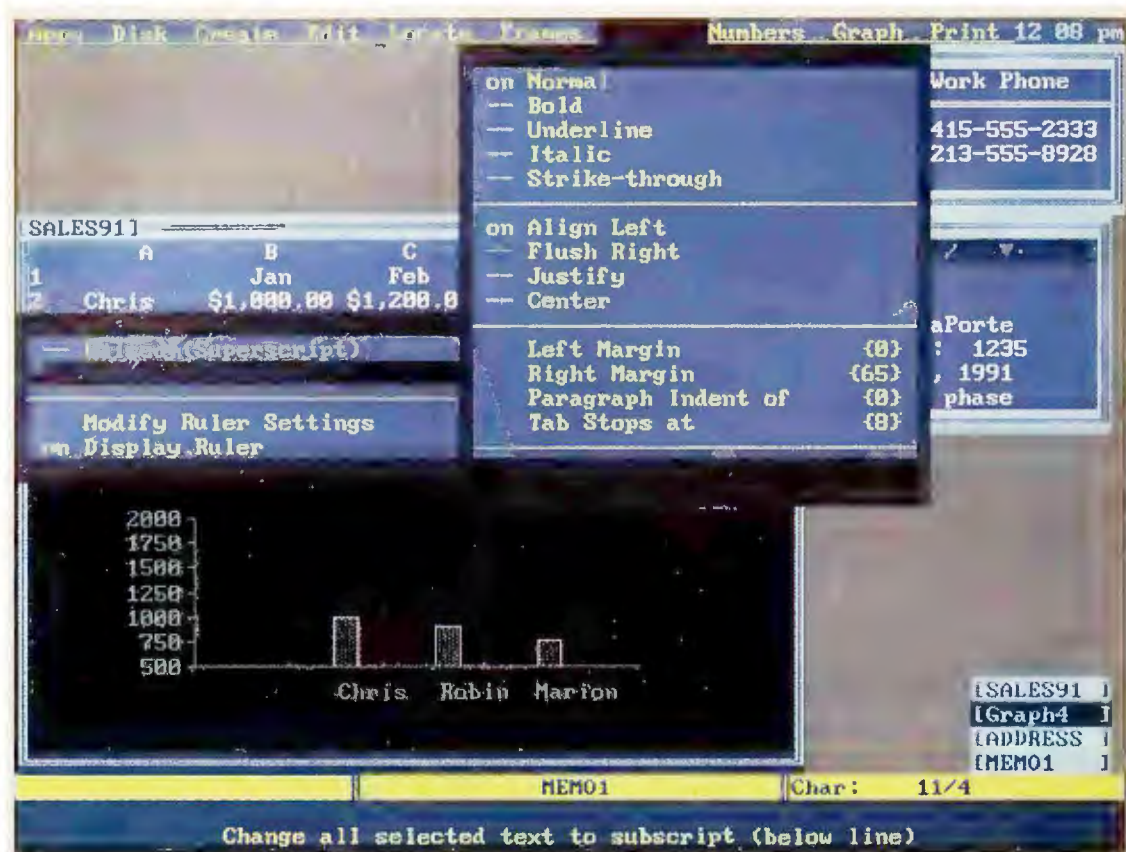 Disk Create Edit Locate Frames Numbers Graph Print 12 08 pm
on Normal
— Bold
— Underline
— Italic
— Strike-through
on Align Left
— Flush Right
— Justify
— Center
Left Margin {0}
Right Margin {65}
Paragraph Indent of {0}
Tab Stops at {8}
Work Phone
415-555-2333
213-555-8928
[SALES91]
A B C
1 Jan Feb
2 Chris $1,000.00 $1,200.0
— (Superscript)
Modify Ruler Settings
on Display Ruler
aPorte
: 1235
, 1991
phase
2000
1750
1500
1250
1000
750
500
Chris Robin Marion
[SALES91 ]
[Graph4 ]
[ADDRESS ]
[MEMO1 ]
MEMO1 Char: 11/4
Change all selected text to subscript (below line)